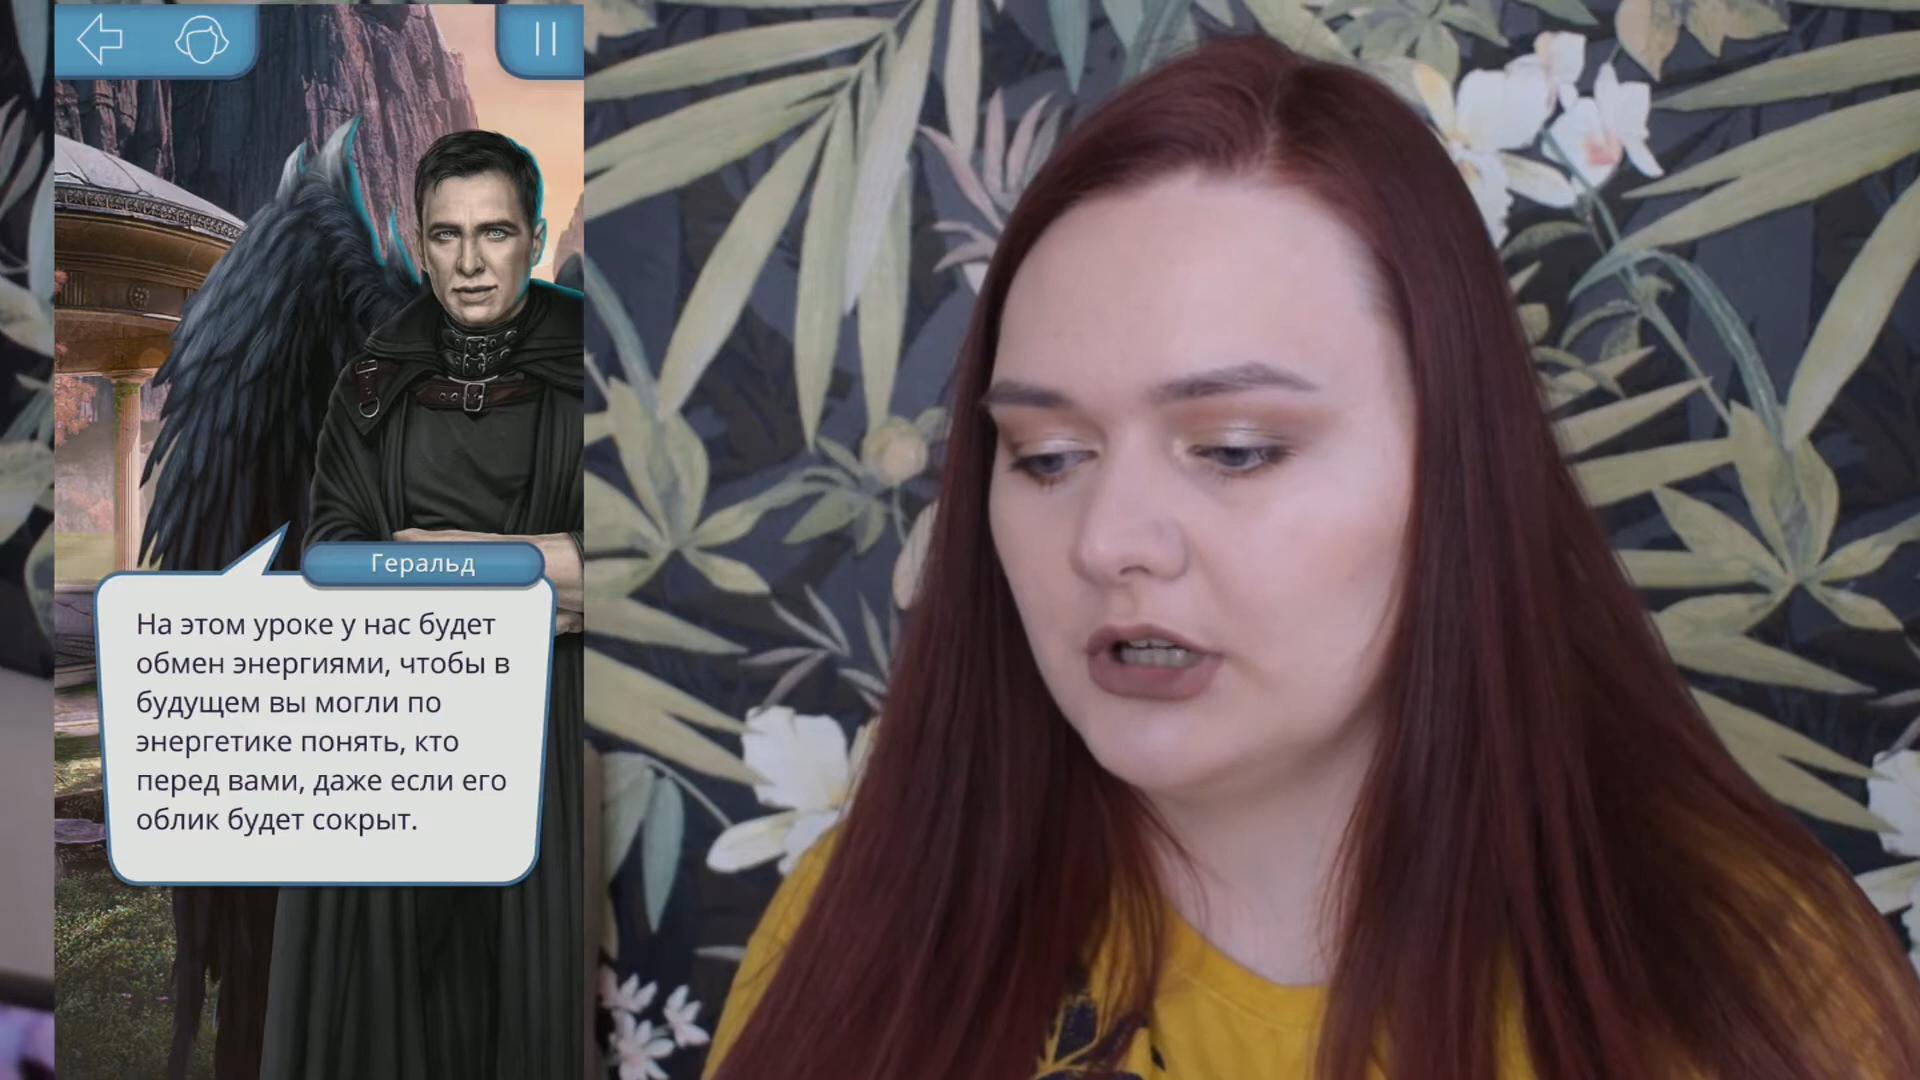 Геральд
На этом уроке у нас будет
обмен энергиями, чтобы в
будущем вы могли по
энергетике понять, кто
перед вами, даже если его
облик будет сокрыт.